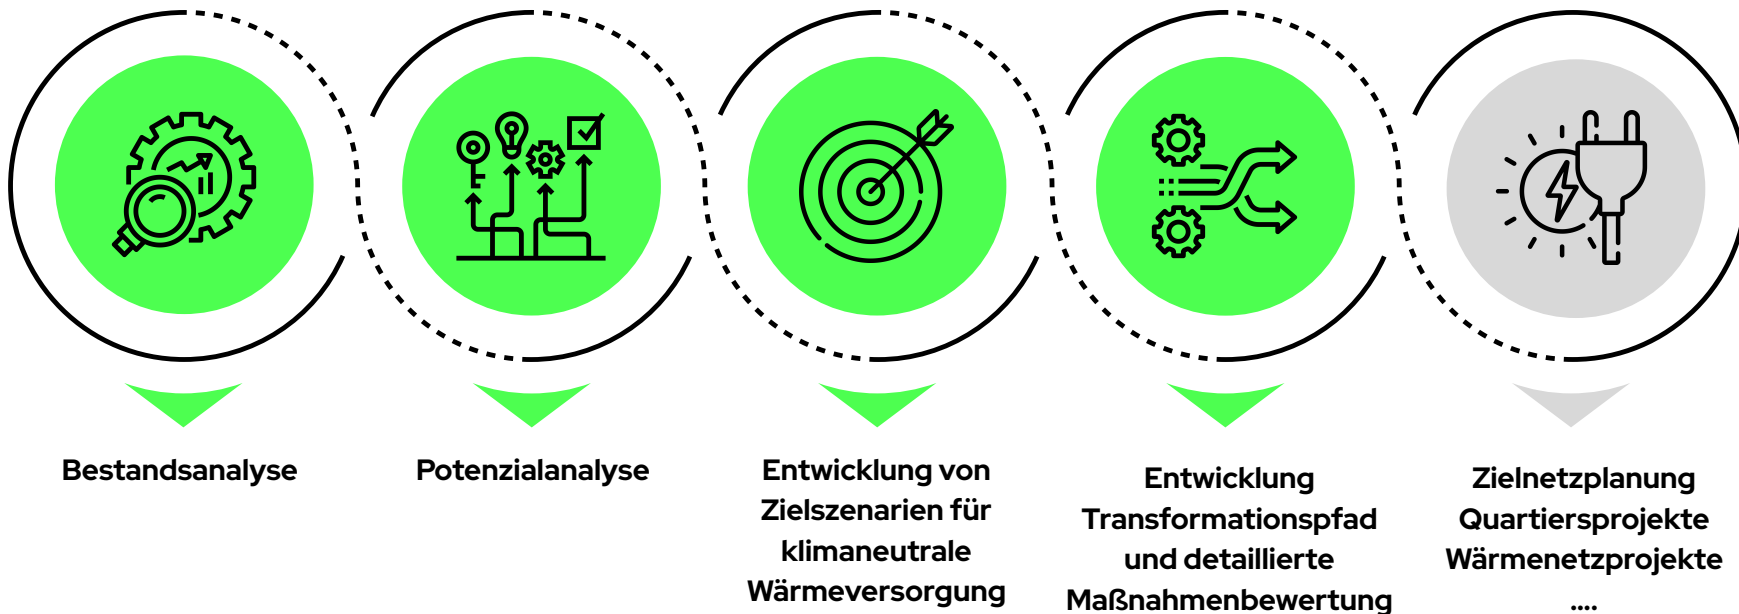 Bestandsanalyse
Potenzialanalyse
Entwicklung von
Zielszenarien für
klimaneutrale
Wärmeversorgung
Entwicklung
Transformationspfad
und detaillierte
Maßnahmenbewertung
Zielnetzplanung
Quartiersprojekte
Wärmenetzprojekte
....